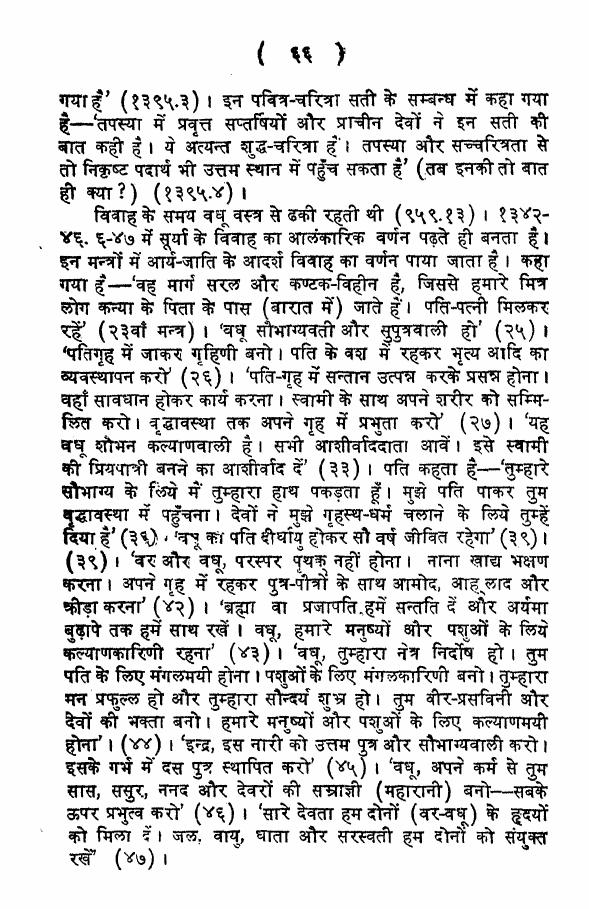 ( ६६ )
गया है’ (१३९५.३)। इन पवित्र-चरित्रा सती के सम्बन्ध में कहा गया
है—‘तपस्या में प्रवृत्त सप्तर्षियों और प्राचीन देवों ने इन सती की
बात कही है। ये अत्यन्त शुद्ध-चरित्रा हैं। तपस्या और सच्चरित्रता से
तो निकृष्ट पदार्थ भी उत्तम स्थान में पहुँच सकता है’ (तब इनकी तो बात
ही क्या?) (१३९५.४)।
विवाह के समय वधू वस्त्र से ढकी रहती थी (९५९.१३)। १३४२-
४६. ६-४७ में सूर्या के विवाह का आलंकारिक वर्णन पढ़ते ही बनता है।
इन मन्त्रों में आर्य-जाति के आदर्श विवाह का वर्णन पाया जाता है। कहा
गया है—‘वह मार्ग सरल और कण्टक-विहीन है, जिससे हमारे मित्र
लोग कन्या के पिता के पास (बारात में) जाते हैं। पति-पत्नी मिलकर
रहें’ (२३वाँ मन्त्र)। ‘वधू सौभाग्यवती और सुपुत्रवाली हो’ (२५)।
‘पतिगृह में जाकर गृहिणी बनो। पति के वश में रहकर भृत्य आदि का
व्यवस्थापन करो’ (२६)। ‘पति-गृह में सन्तान उत्पन्न करके प्रसन्न होना।
वहाँ सावधान होकर कार्य करना। स्वामी के साथ अपने शरीर को सम्मि-
लित करो। वृद्धावस्था तक अपने गृह में प्रभुता करो’ (२७)। ‘यह
वधू शोभन कल्याणवाली है। सभी आशीर्वाददाता आवें। इसे स्वामी
की प्रियपात्री बनने का आशीर्वाद दें’ (३३)। पति कहता है—‘तुम्हारे
सौभाग्य के लिये मैं तुम्हारा हाथ पकड़ता हूँ। मुझे पति पाकर तुम
वृद्धावस्था में पहुँचना। देवों ने मुझे गृहस्थ-धर्म चलाने के लिये तुम्हें
दिया है’ (३६)। ‘वधू का पति दीर्घायु होकर सौ वर्ष जीवित रहेगा’ (३९)।
(३९)। ‘वर और वधू, परस्पर पृथक् नहीं होना। नाना खाद्य भक्षण
करना। अपने गृह में रहकर पुत्र-पौत्रों के साथ आमोद, आह्लाद और
क्रीडा करना’ (४२)। ‘ब्रह्मा वा प्रजापति हमें सन्तति दें और अर्यमा
बुढ़ापे तक हमें साथ रखें। वधू, हमारे मनुष्यों और पशुओं के लिये
कल्याणकारिणी रहना’ (४३)। ‘वधू, तुम्हारा नेत्र निर्दोष हो। तुम
पति के लिए मंगलमयी होना। पशुओं के लिए मंगलकारिणी बनो। तुम्हारा
मन प्रफुल्ल हो और तुम्हारा सौन्दर्य शुभ्र हो। तुम वीर-प्रसविनी और
देवों की भक्ता बनो। हमारे मनुष्यों और पशुओं के लिए कल्याणमयी
होना’। (४४)। ‘इन्द्र, इस नारी को उत्तम पुत्र और सौभाग्यवाली करो।
इसके गर्भ में दस पुत्र स्थापित करो’ (४५)। ‘वधू, अपने कर्म से तुम
सास, ससुर, ननद और देवरों की सम्राज्ञी (महारानी) बनो—सबके
ऊपर प्रभुत्व करो’ (४६)। ‘सारे देवता हम दोनों (वर-वधू) के हृदयों
को मिला दें। जल, वायु, धाता और सरस्वती हम दोनों को संयुक्त
रखें’ (४७)।